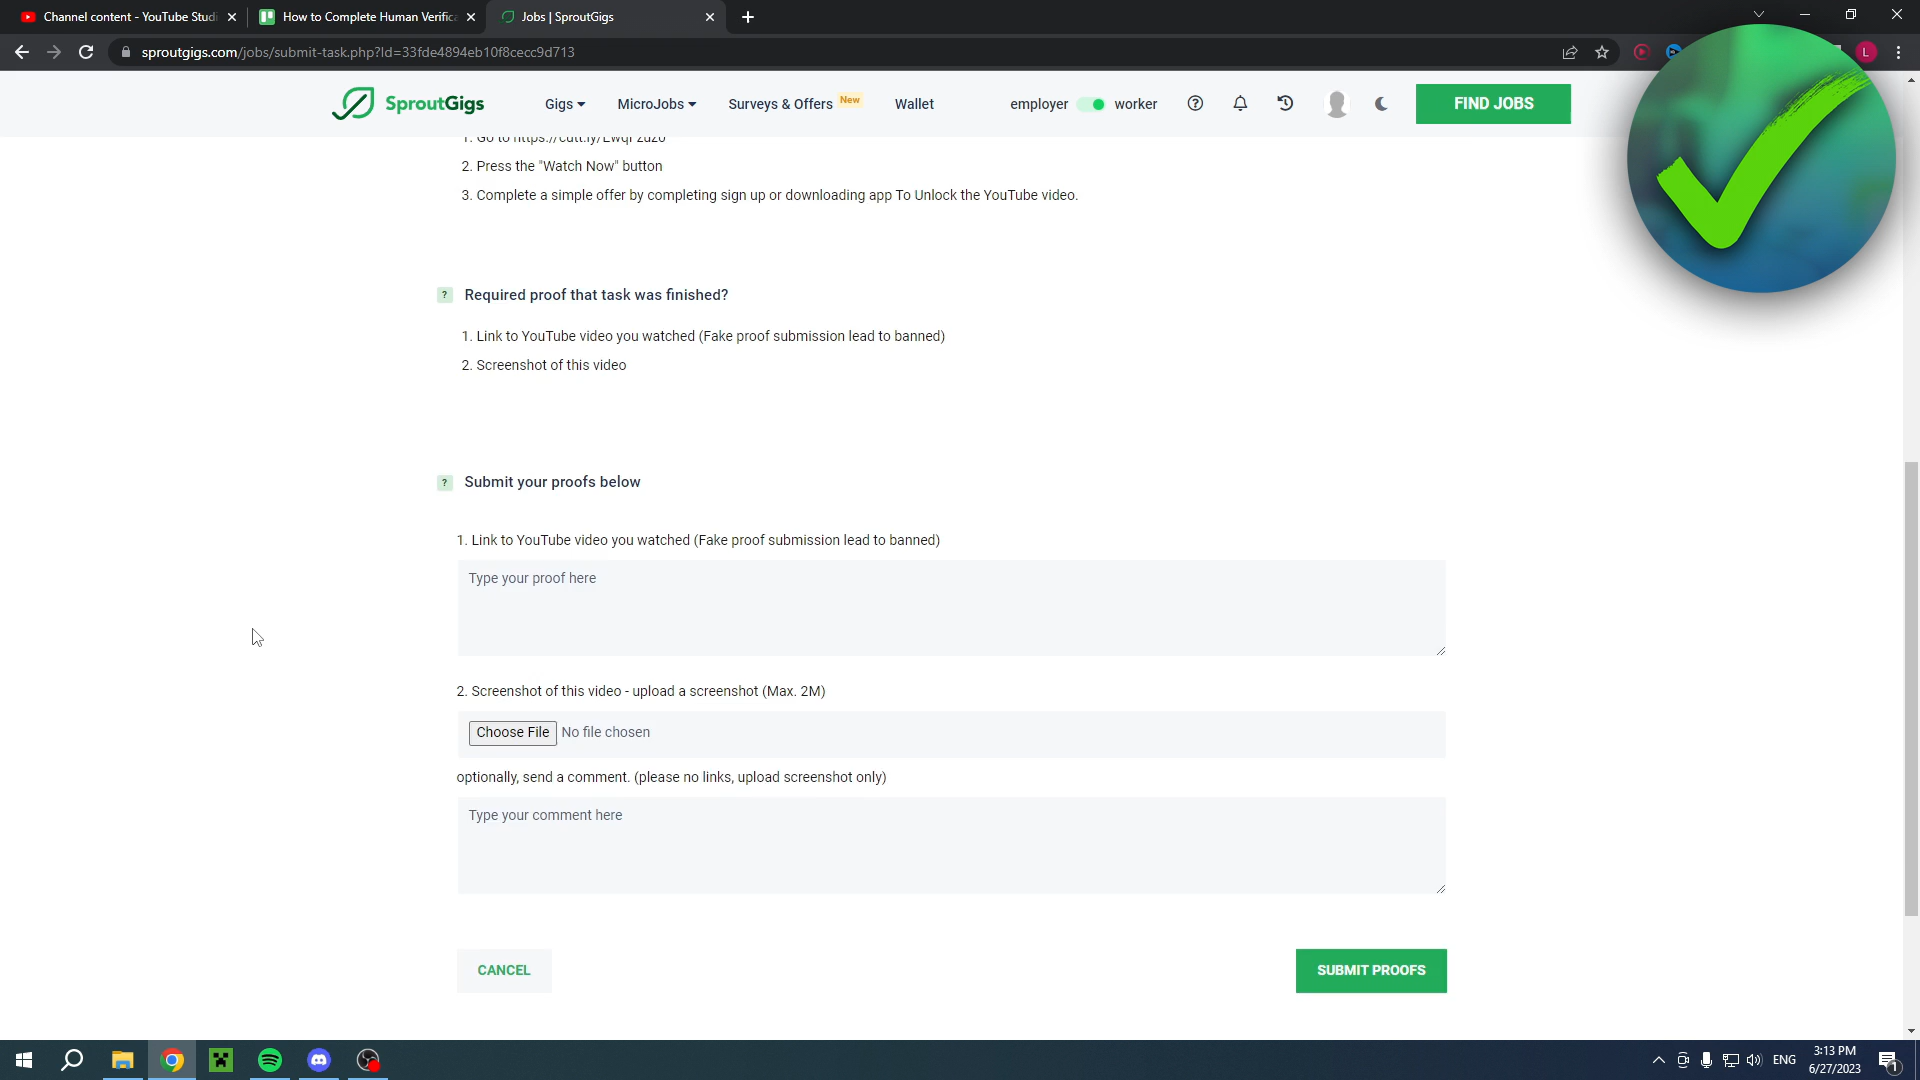 Channel content - YouTube Studi
How to Complete Human Verifica
Jobs | SproutGigs
sproutgigs.com/jobs/submit-task.php?Id=33fde4894eb10f8cecc9d713
L
SproutGigs
Gigs
MicroJobs
Surveys & Offers New
Wallet
employer
worker
FIND JOBS
2. Press the "Watch Now" button
3. Complete a simple offer by completing sign up or downloading app To Unlock the YouTube video.
? Required proof that task was finished?
1. Link to YouTube video you watched (Fake proof submission lead to banned)
2. Screenshot of this video
? Submit your proofs below
1. Link to YouTube video you watched (Fake proof submission lead to banned)
Type your proof here
2. Screenshot of this video - upload a screenshot (Max. 2M)
Choose File No file chosen
optionally, send a comment. (please no links, upload screenshot only)
Type your comment here
CANCEL
SUBMIT PROOFS
ENG
3:13 PM
6/27/2023
1